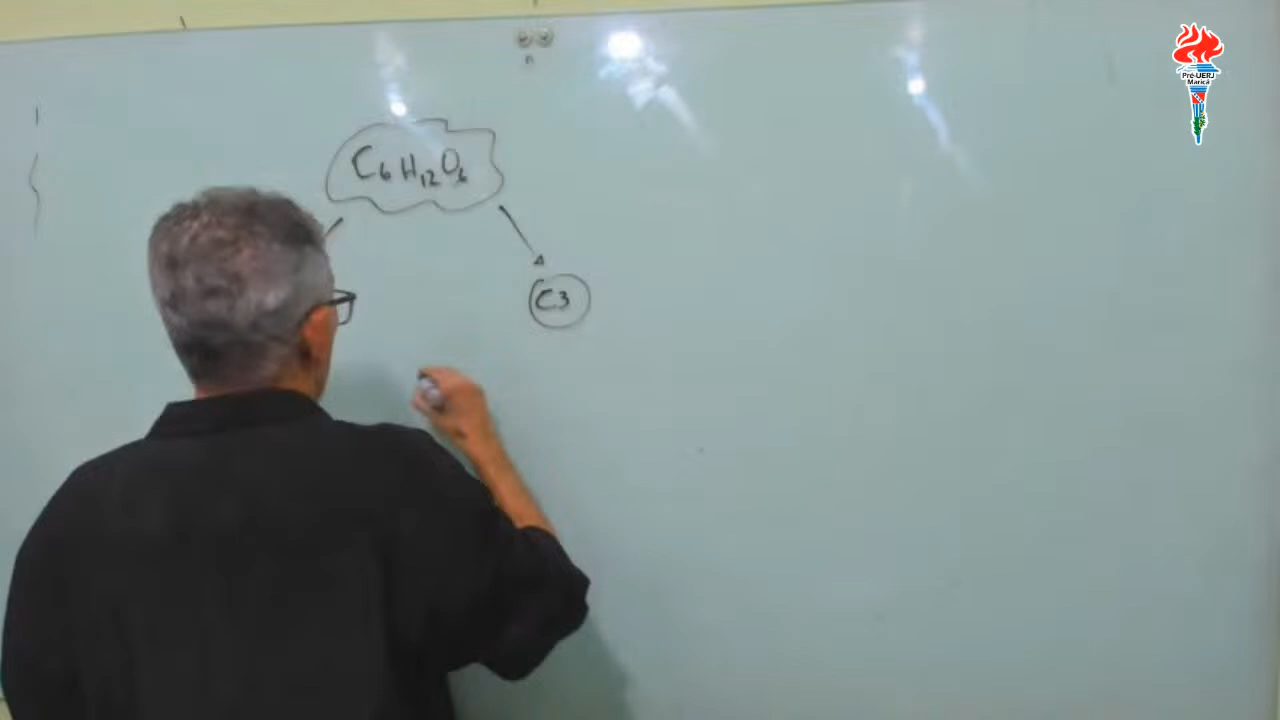 Pré-UERJ
Maricá
n
C₆H₁₂O₆
C3